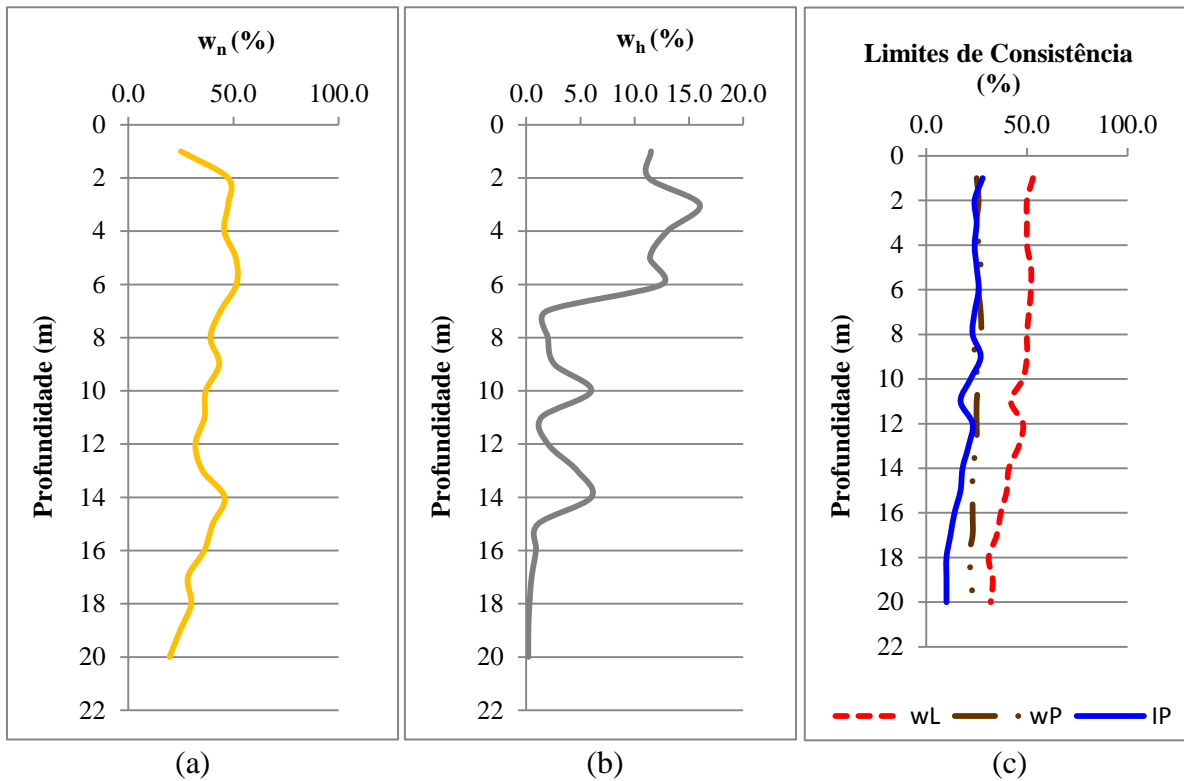 wn (%)
0.0 50.0 100.0
0
2
4
6
8
10
12
14
16
18
20
22
Profundidade (m)
(a)
wh (%)
0.0 5.0 10.0 15.0 20.0
0
2
4
6
8
10
12
14
16
18
20
22
Profundidade (m)
(b)
Limites de Consistência
(%)
0.0 50.0 100.0
0
2
4
6
8
10
12
14
16
18
20
22
Profundidade (m)
wL wP IP
(c)